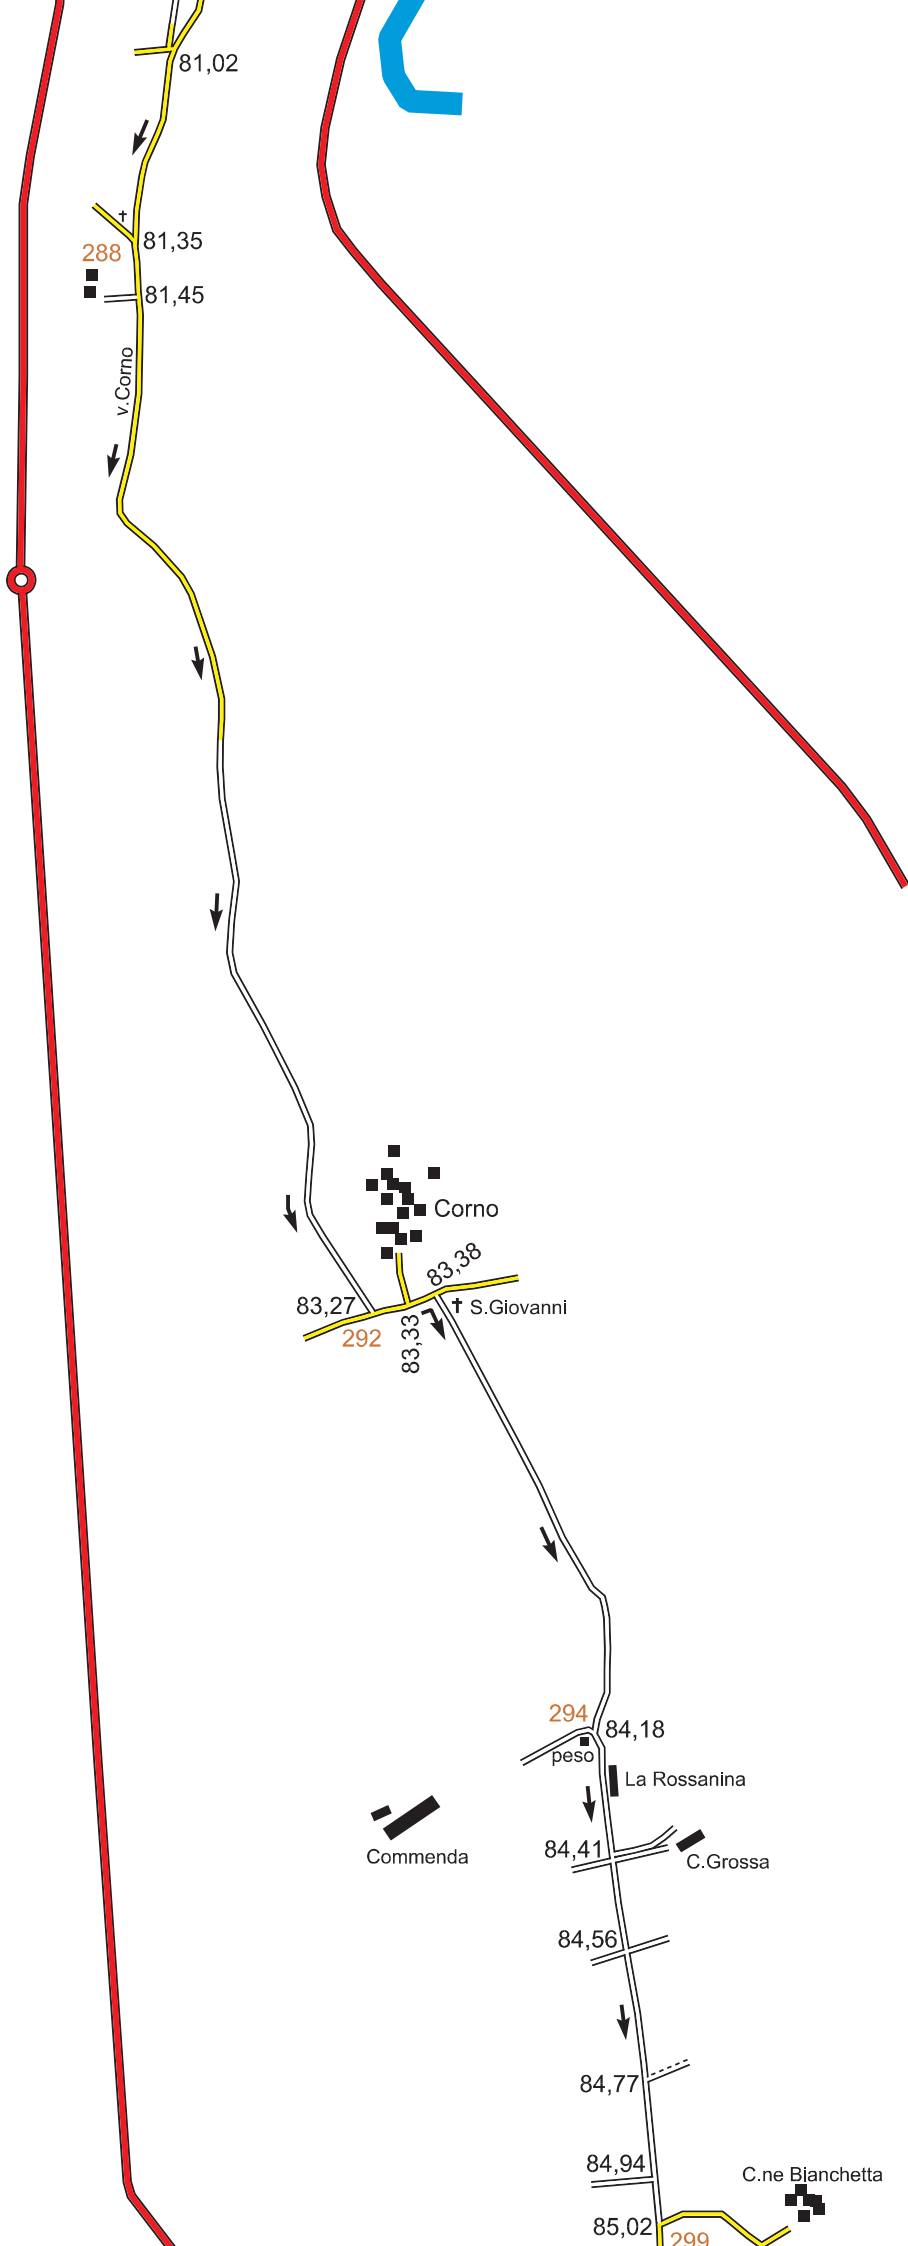 81,02
81,35
288
81,45
v.Corno
Corno
83,38
83,27
S.Giovanni
292
83,33
294
84,18
peso
La Rossanina
84,41
Commenda
C.Grossa
84,56
84,77
84,94
C.ne Bianchetta
85,02
299